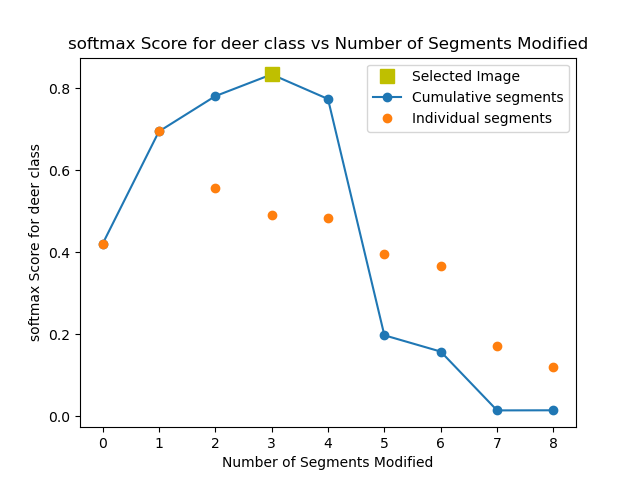 softmax Score for deer class vs Number of Segments Modified
Selected Image
Cumulative segments
Individual segments
softmax Score for deer class
0.8
0.6
0.4
0.2
0.0
0 1 2 3 4 5 6 7 8
Number of Segments Modified